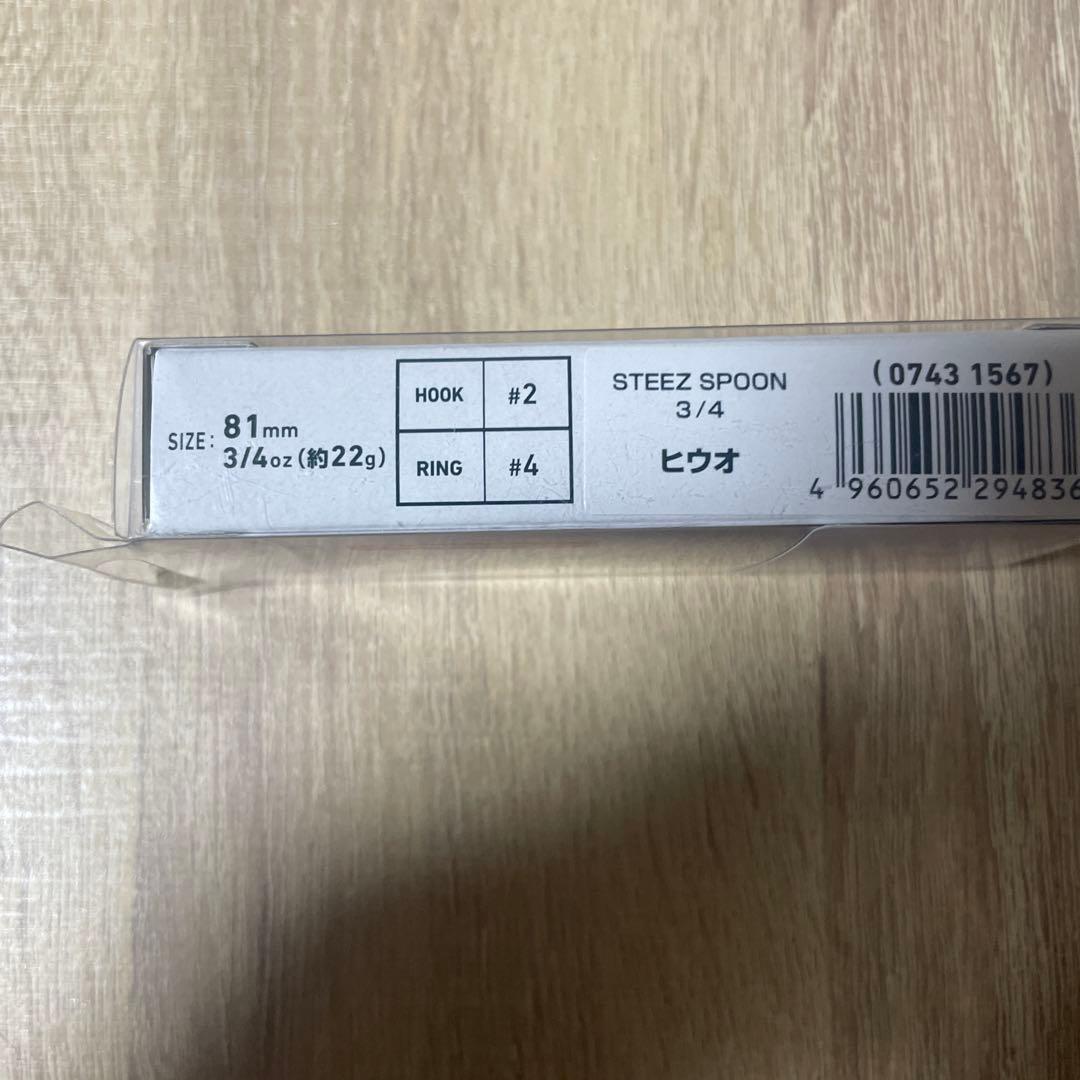 SIZE: 81mm
3/4oz(約22g)
HOOK #2
RING #4
STEEZ SPOON
3/4
ヒウオ
(0743 1567)
4 960652 294836